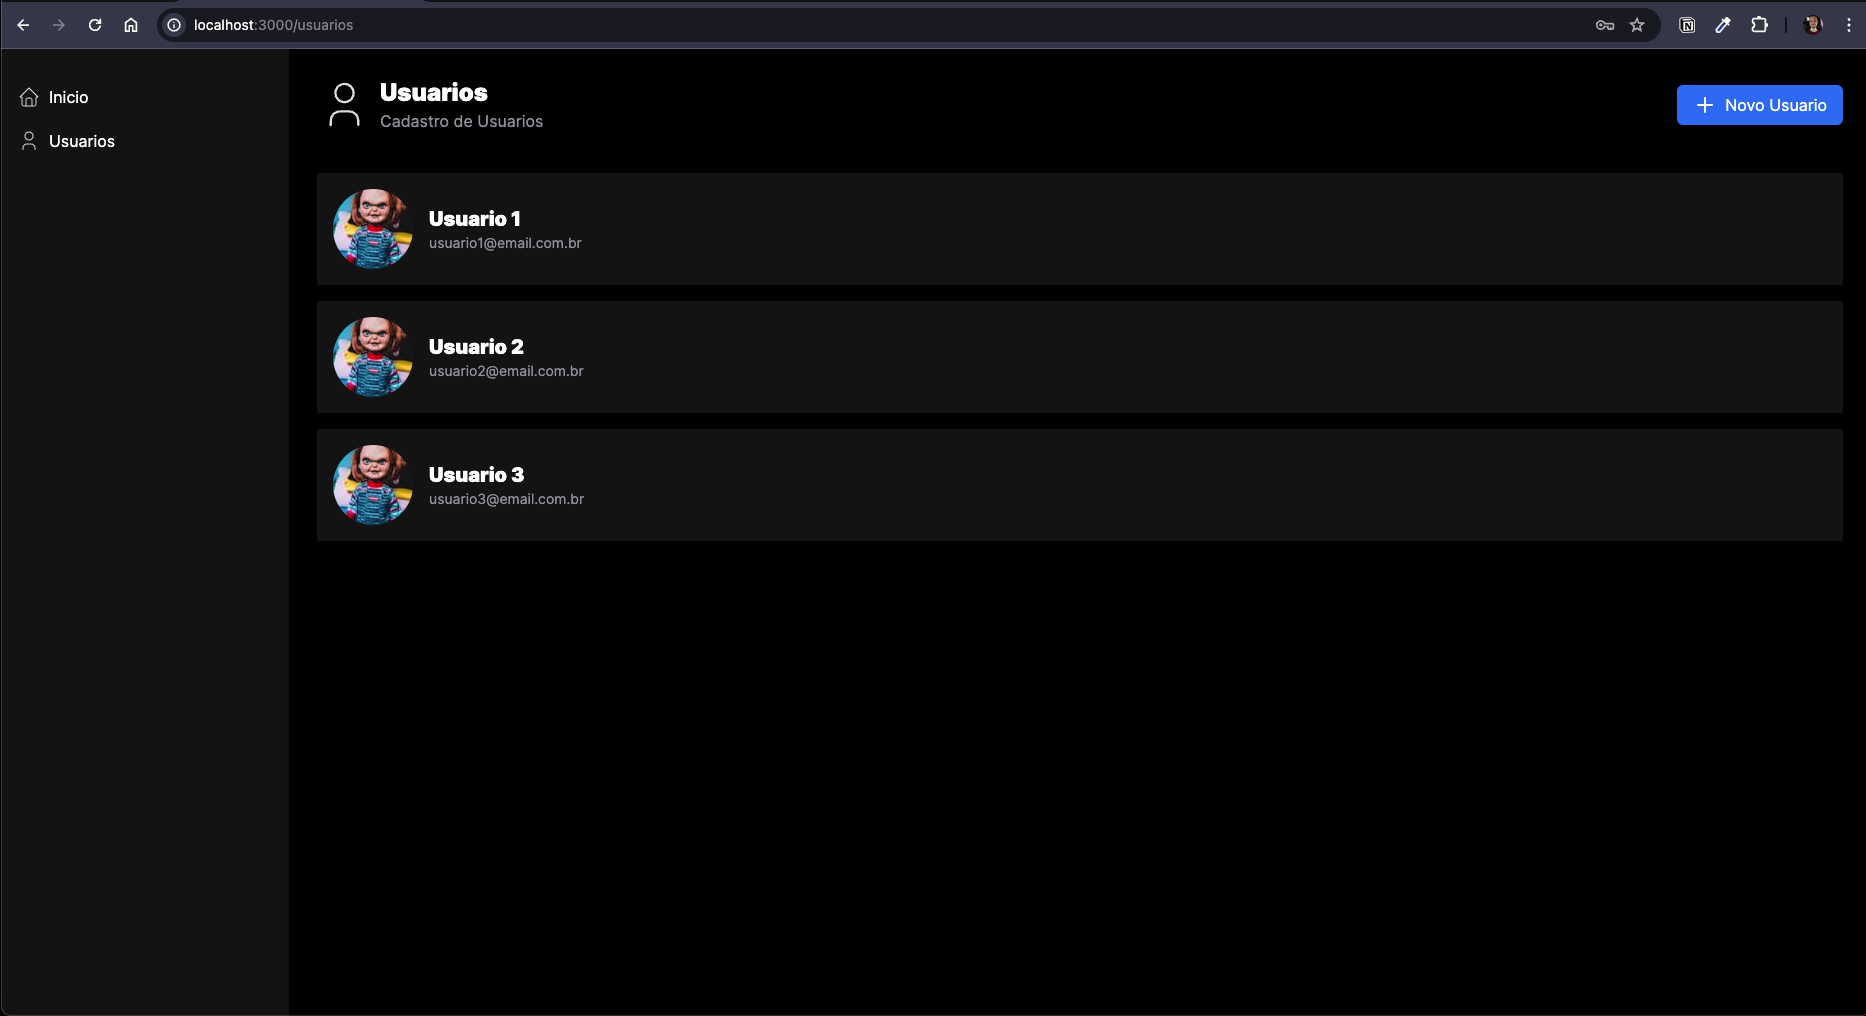 localhost:3000/usuarios
Inicio
Usuarios
Usuarios
Cadastro de Usuarios
Novo Usuario
Usuario 1
usuario1@email.com.br
Usuario 2
usuario2@email.com.br
Usuario 3
usuario3@email.com.br